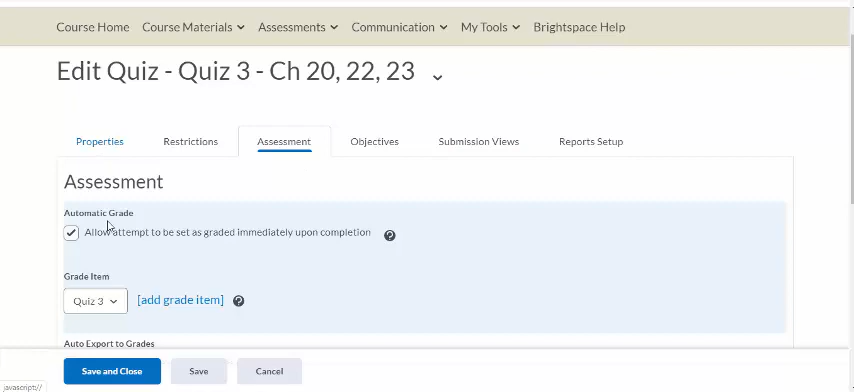 Course Home Course Materials Assessments Communication My Tools Brightspace Help
Edit Quiz - Quiz 3 - Ch 20, 22, 23
Properties Restrictions Assessment Objectives Submission Views Reports Setup
Assessment
Automatic Grade
Allow attempt to be set as graded immediately upon completion
Grade Item
Quiz 3 [add grade item]
Auto Export to Grades
Save and Close Save Cancel
javascript://